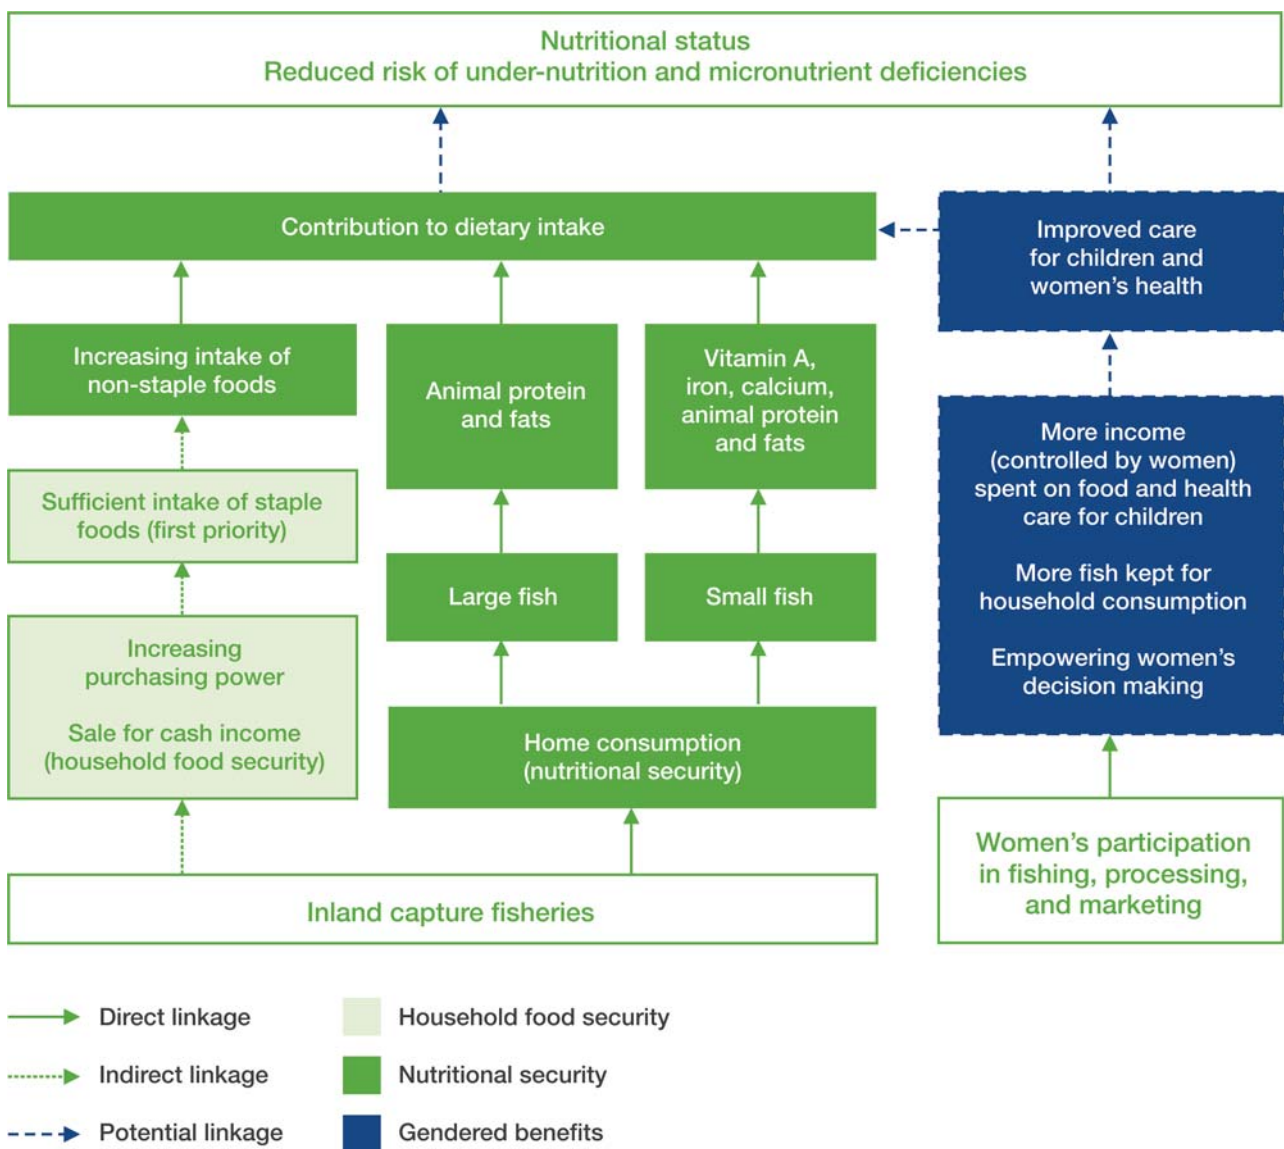 Nutritional status
Reduced risk of under-nutrition and micronutrient deficiencies
Contribution to dietary intake
Improved care
for children and
women's health
Increasing intake of
non-staple foods
Animal protein
and fats
Vitamin A,
iron, calcium,
animal protein
and fats
More income
(controlled by women)
spent on food and health
care for children
More fish kept for
household consumption
Empowering women's
decision making
Sufficient intake of staple
foods (first priority)
Large fish
Small fish
Increasing
purchasing power
Sale for cash income
(household food security)
Home consumption
(nutritional security)
Women's participation
in fishing, processing,
and marketing
Inland capture fisheries
Direct linkage
Household food security
Indirect linkage
Nutritional security
Potential linkage
Gendered benefits